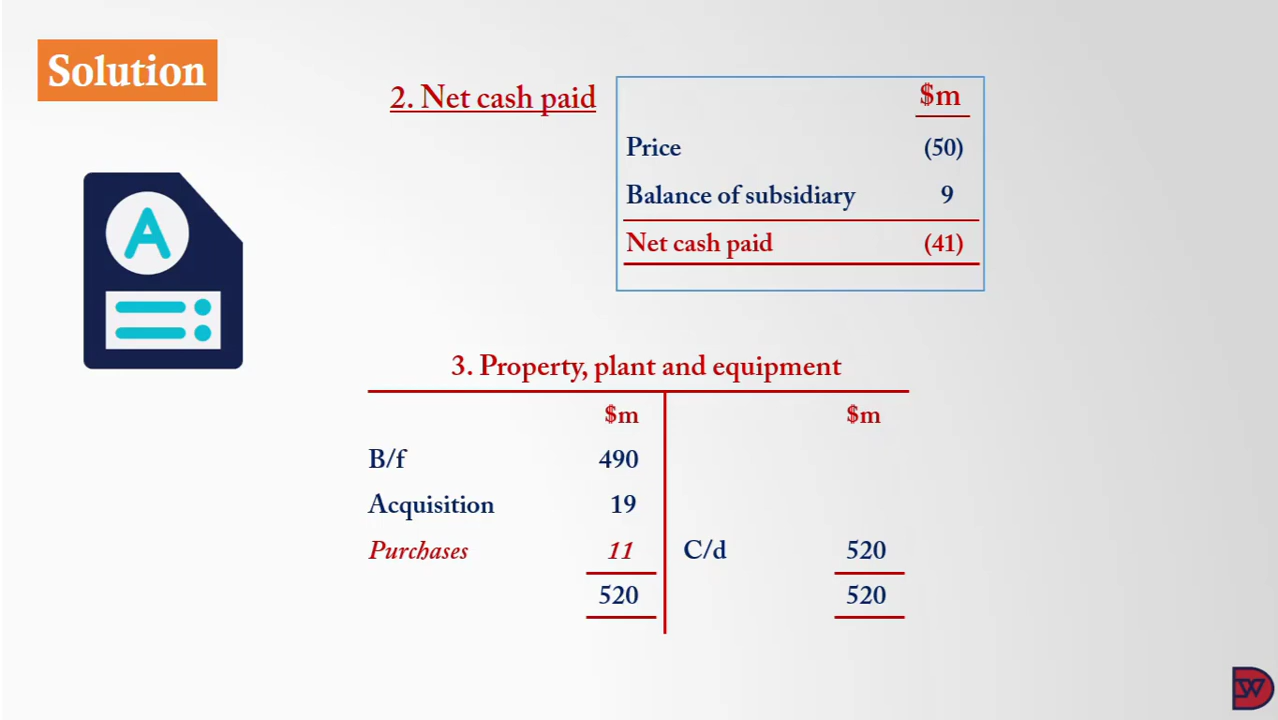 Solution
A
2. Net cash paid
$m
Price (50)
Balance of subsidiary 9
Net cash paid (41)
3. Property, plant and equipment
$m $m
B/f 490
Acquisition 19
Purchases 11 C/d 520
520 520
DW